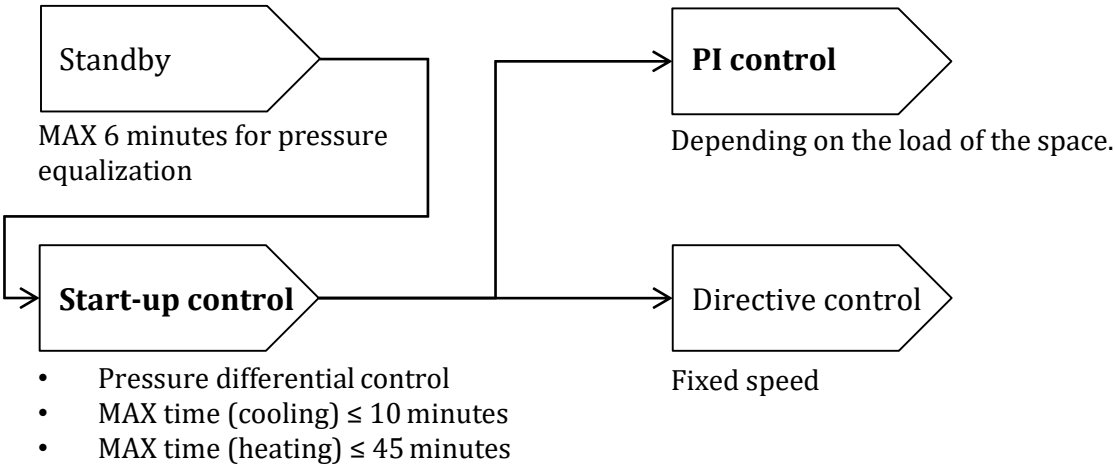 Standby
MAX 6 minutes for pressure
equalization
Start-up control
• Pressure differential control
• MAX time (cooling) ≤ 10 minutes
• MAX time (heating) ≤ 45 minutes
PI control
Depending on the load of the space.
Directive control
Fixed speed